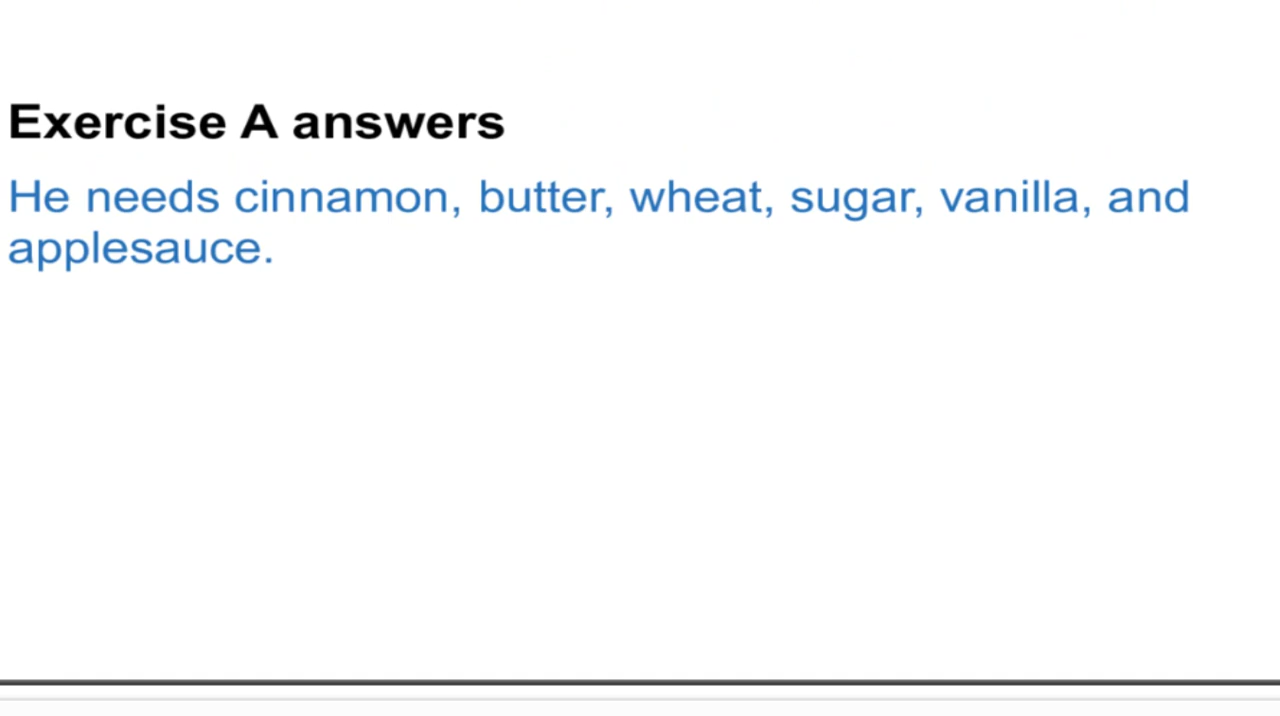 Exercise A answers
He needs cinnamon, butter, wheat, sugar, vanilla, and
applesauce.